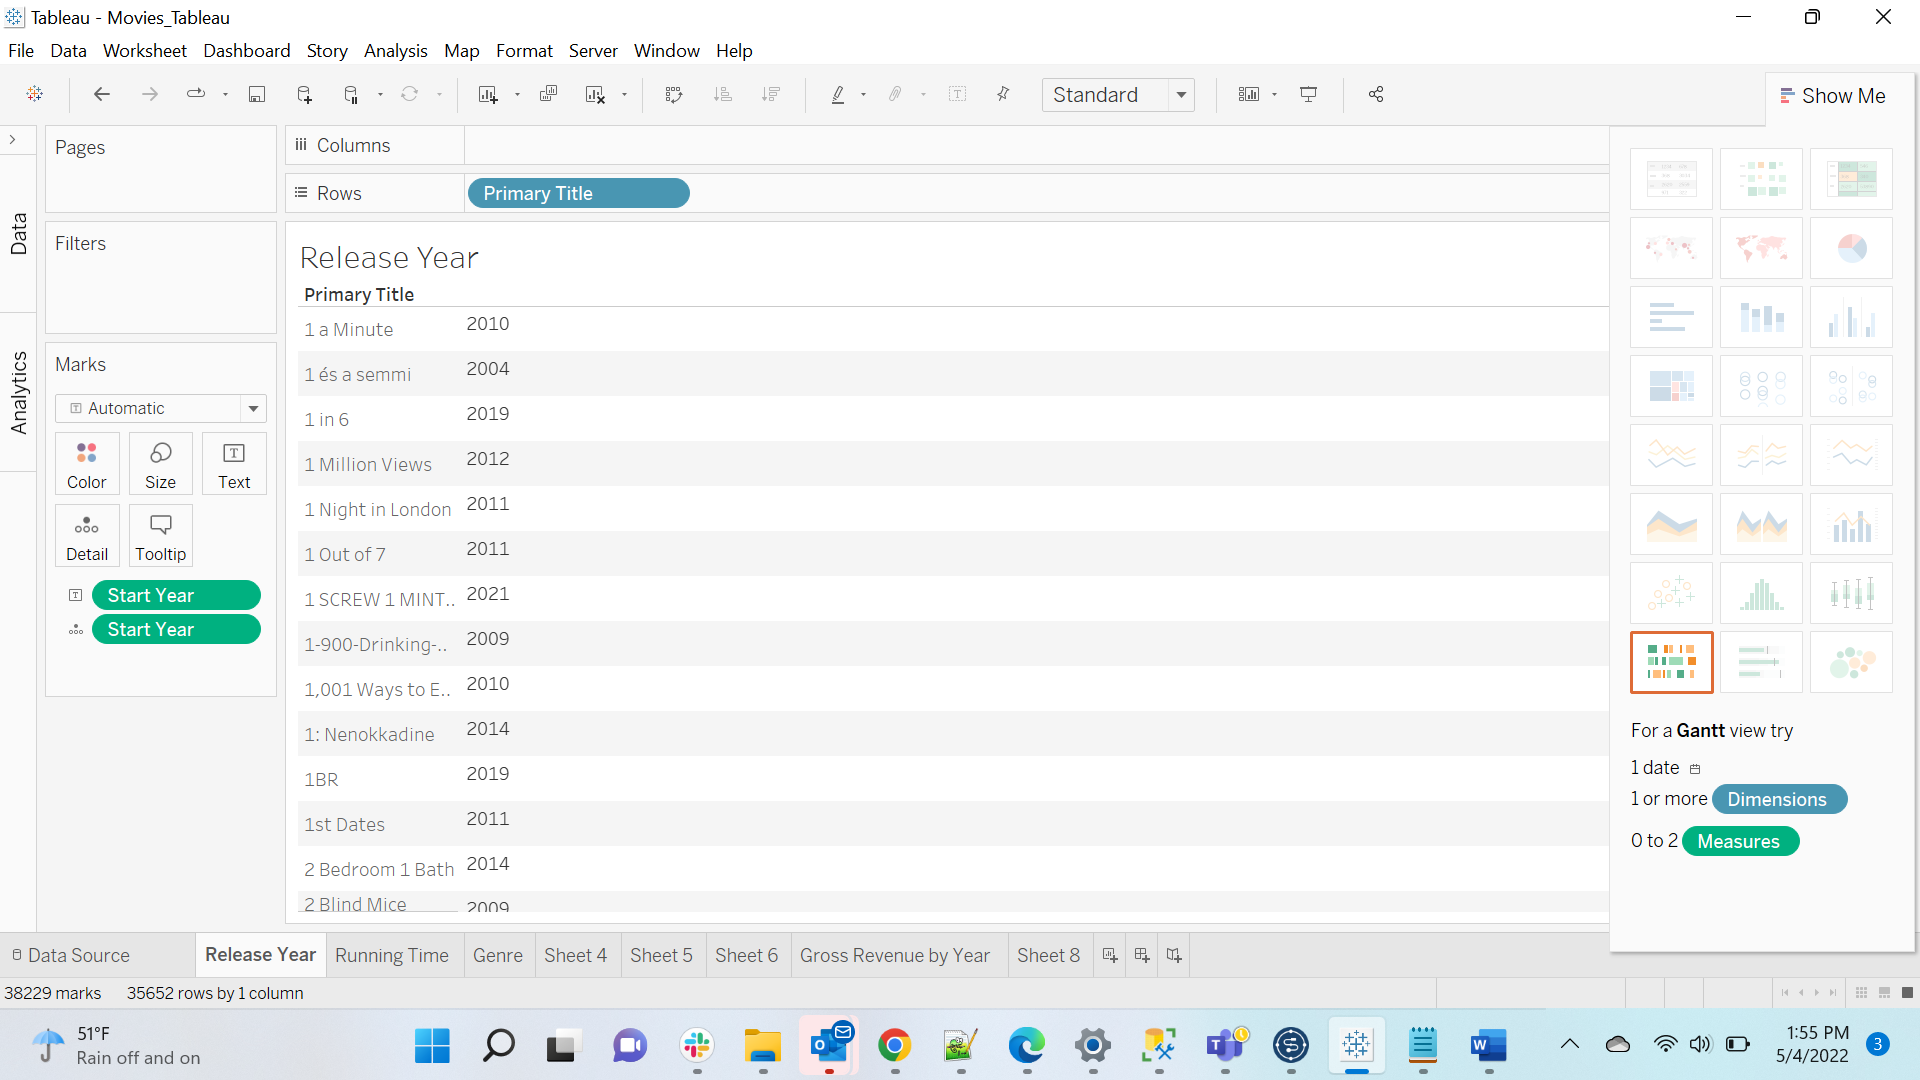 Tableau - Movies_Tableau
File Data Worksheet Dashboard Story Analysis Map Format Server Window Help
Standard
Show Me
Pages
Columns
Rows
Primary Title
Data
Analytics
Filters
Marks
Automatic
Color
Size
Text
Detail
Tooltip
Start Year
Start Year
Release Year
Primary Title
1 a Minute 2010
1 és a semmi 2004
1 in 6 2019
1 Million Views 2012
1 Night in London 2011
1 Out of 7 2011
1 SCREW 1 MINT.. 2021
1-900-Drinking-.. 2009
1,001 Ways to E.. 2010
1: Nenokkadine 2014
1BR 2019
1st Dates 2011
2 Bedroom 1 Bath 2014
2 Blind Mice 2009
For a Gantt view try
1 date
1 or more Dimensions
0 to 2 Measures
Data Source Release Year Running Time Genre Sheet 4 Sheet 5 Sheet 6 Gross Revenue by Year Sheet 8
38229 marks 35652 rows by 1 column
51°F
Rain off and on
1:55 PM
5/4/2022
3